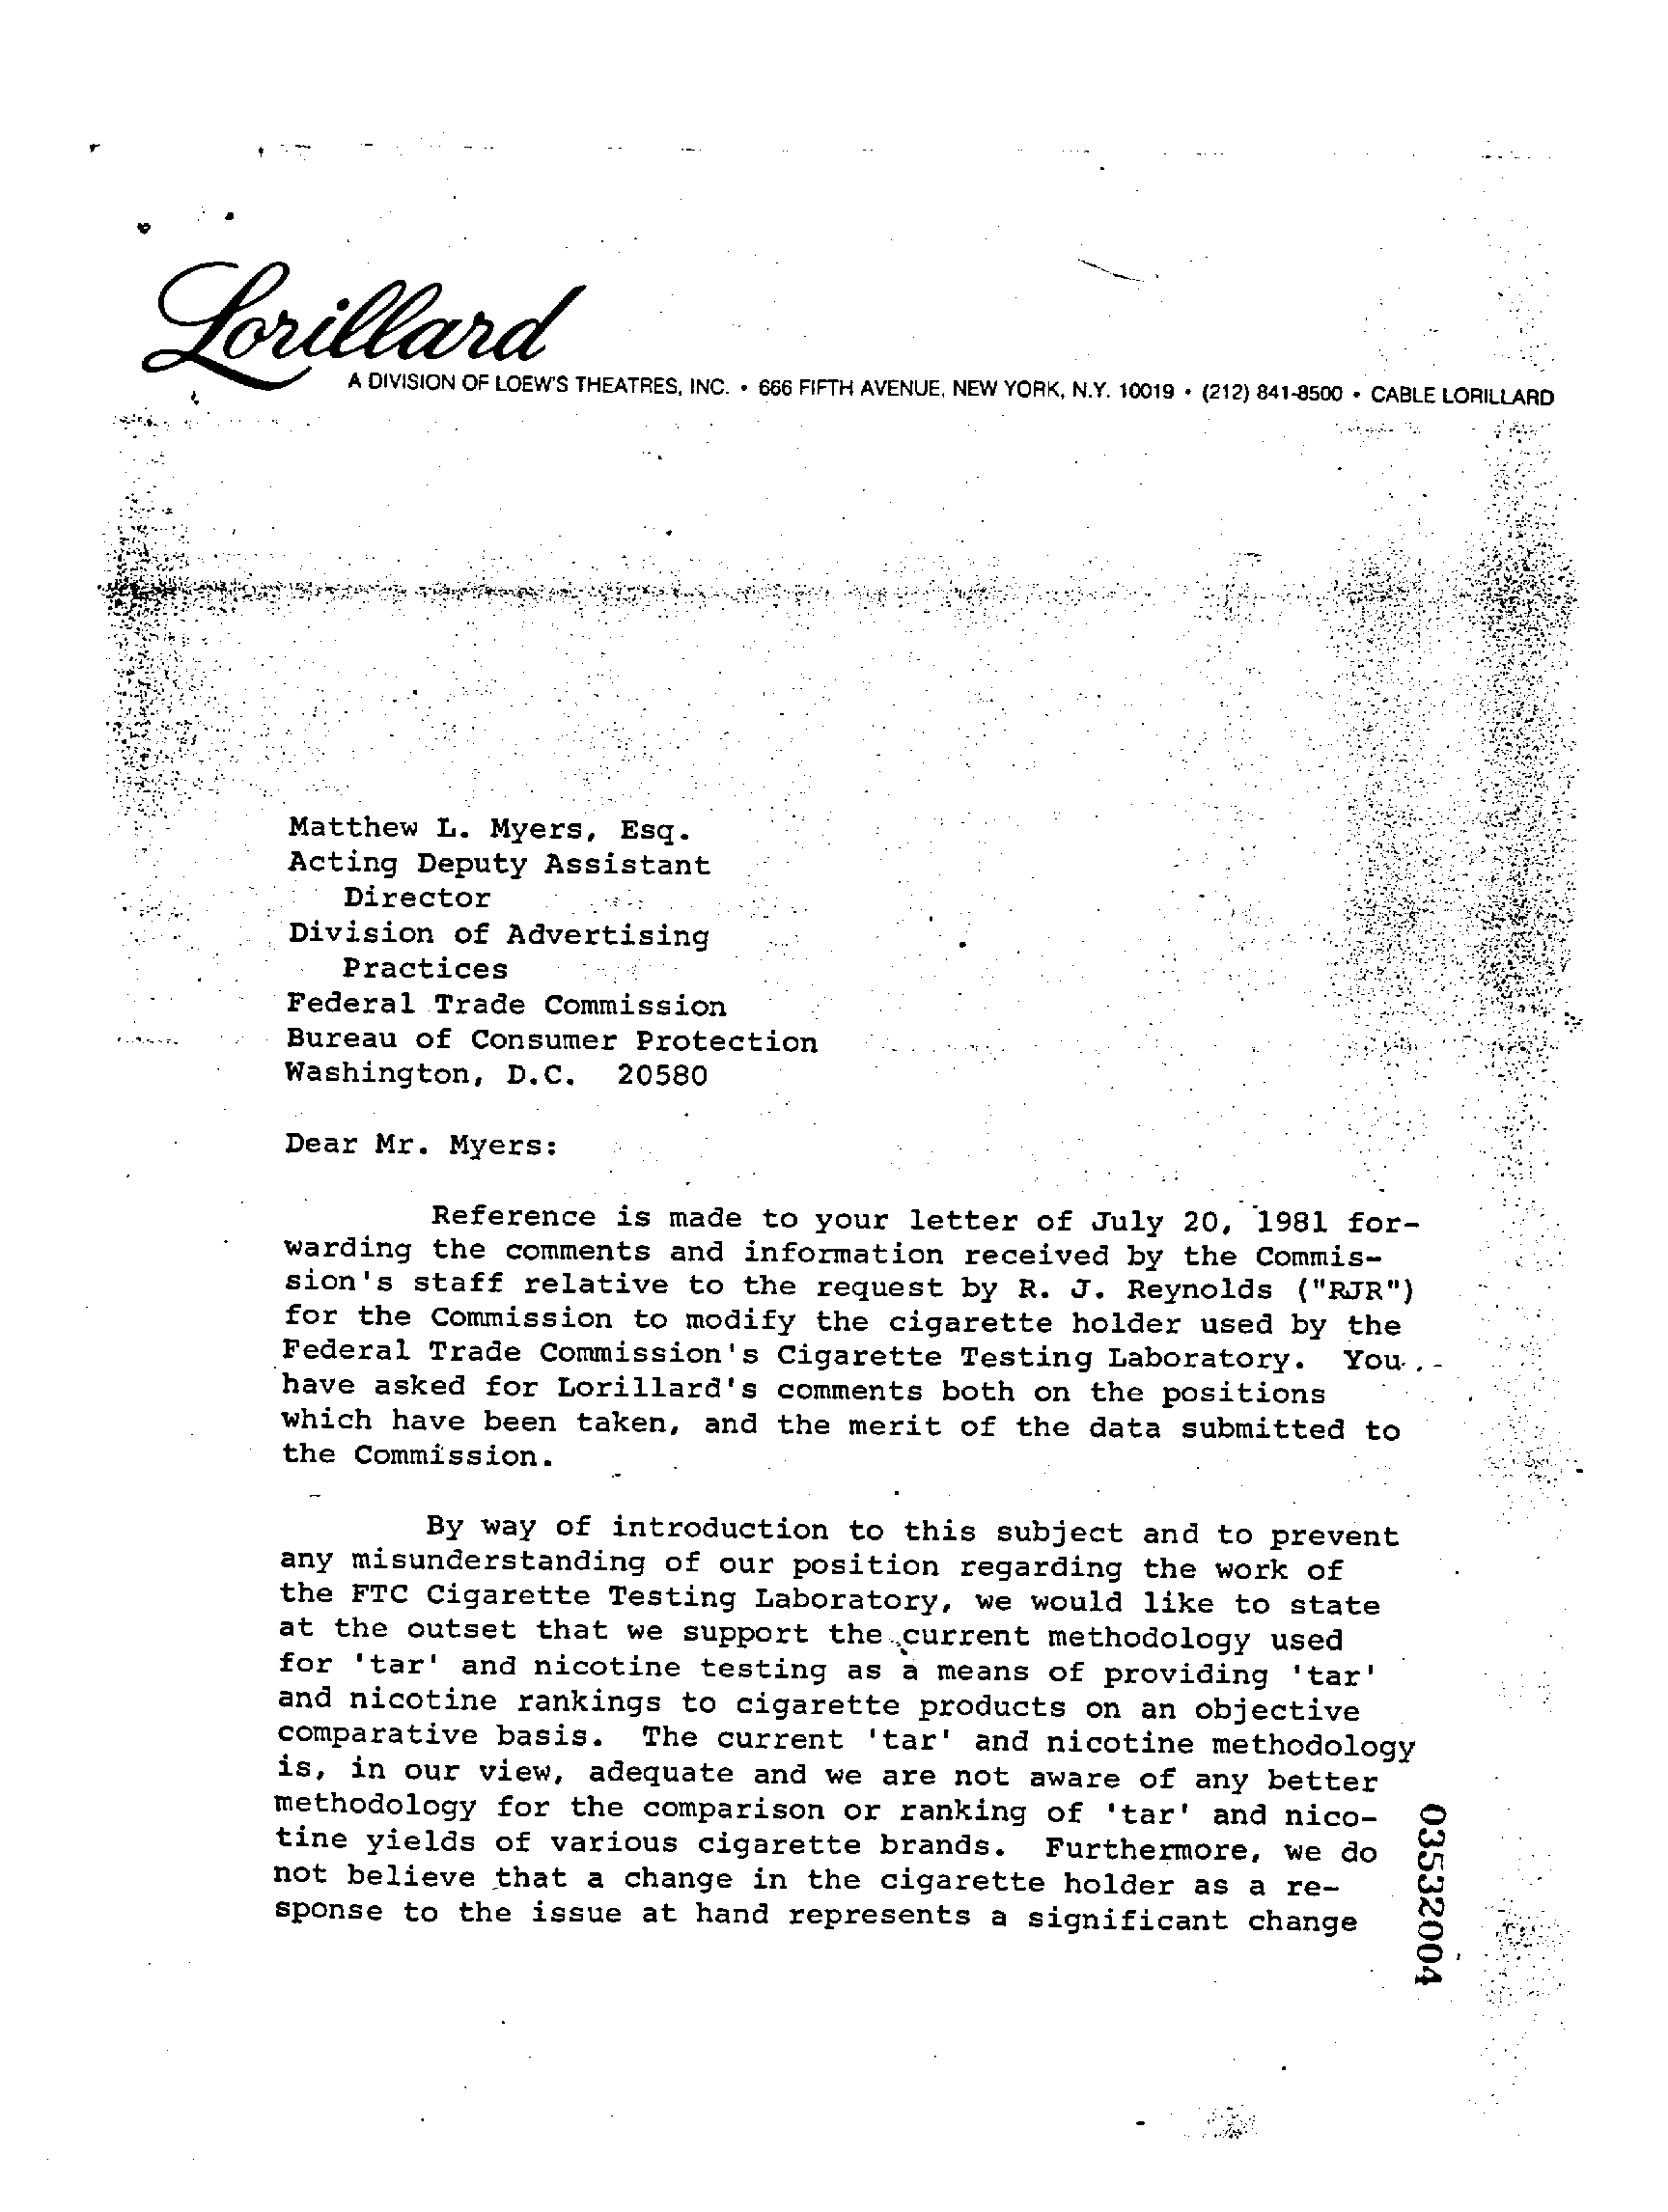 Lorillard
A DIVISION OF LOEW'S THEATRES, INC. • 666 FIFTH AVENUE, NEW YORK, N.Y. 10019 • (212) 841-8500 • CABLE LORILLARD
Matthew L. Myers, Esq.
Acting Deputy Assistant
Director
Division of Advertising
Practices
Federal Trade Commission
Bureau of Consumer Protection
Washington, D.C. 20580
Dear Mr. Myers:
Reference is made to your letter of July 20, 1981 for-
warding the comments and information received by the Commis-
sion's staff relative to the request by R. J. Reynolds ("RJR")
for the Commission to modify the cigarette holder used by the
Federal Trade Commission's Cigarette Testing Laboratory. You
have asked for Lorillard's comments both on the positions
which have been taken, and the merit of the data submitted to
the Commission.
By way of introduction to this subject and to prevent
any misunderstanding of our position regarding the work of
the FTC Cigarette Testing Laboratory, we would like to state
at the outset that we support the current methodology used
for 'tar' and nicotine testing as a means of providing 'tar'
and nicotine rankings to cigarette products on an objective
comparative basis. The current 'tar' and nicotine methodology
is, in our view, adequate and we are not aware of any better
methodology for the comparison or ranking of 'tar' and nico-
tine yields of various cigarette brands. Furthermore, we do
not believe that a change in the cigarette holder as a re-
sponse to the issue at hand represents a significant change
03532004